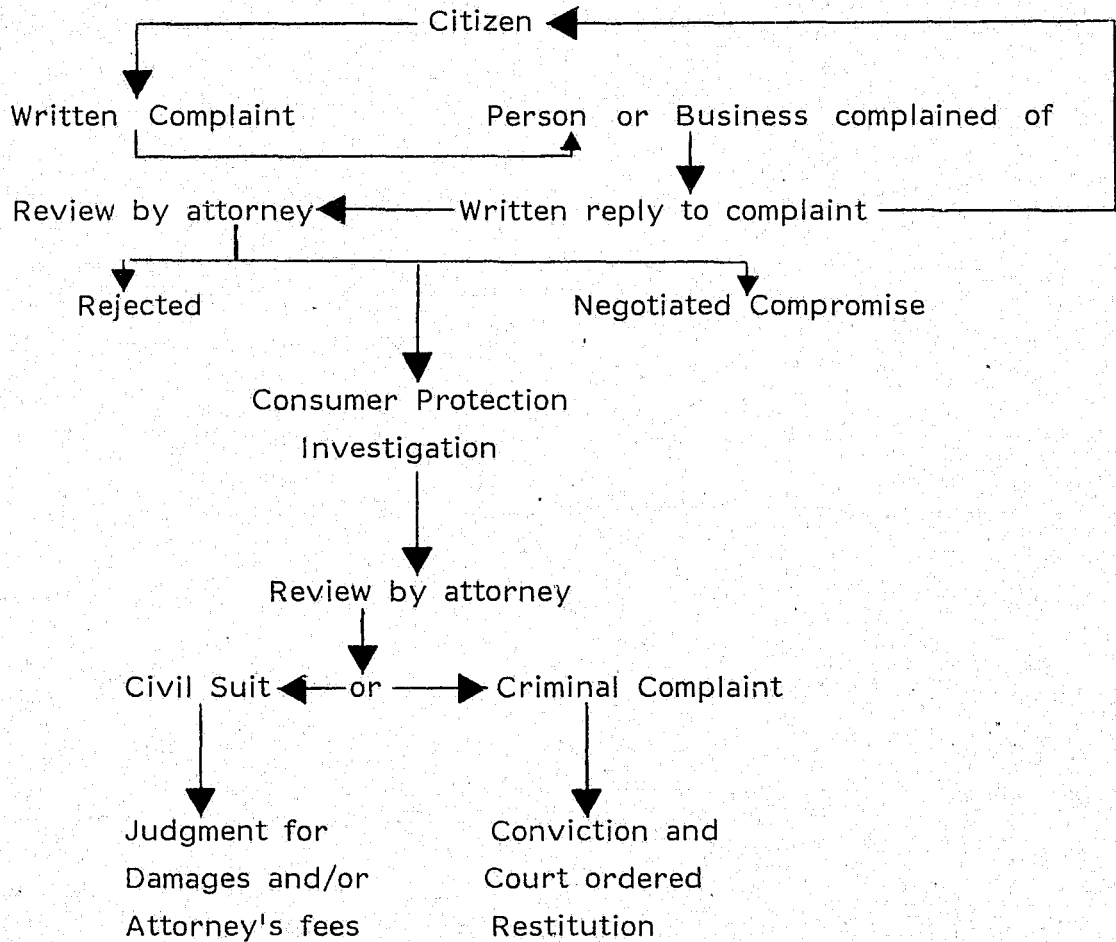 Citizen
Written Complaint
Person or Business complained of
Review by attorney
Written reply to complaint
Rejected
Negotiated Compromise
Consumer Protection
Investigation
Review by attorney
Civil Suit
or
Criminal Complaint
Judgment for
Damages and/or
Attorney's fees
Conviction and
Court ordered
Restitution